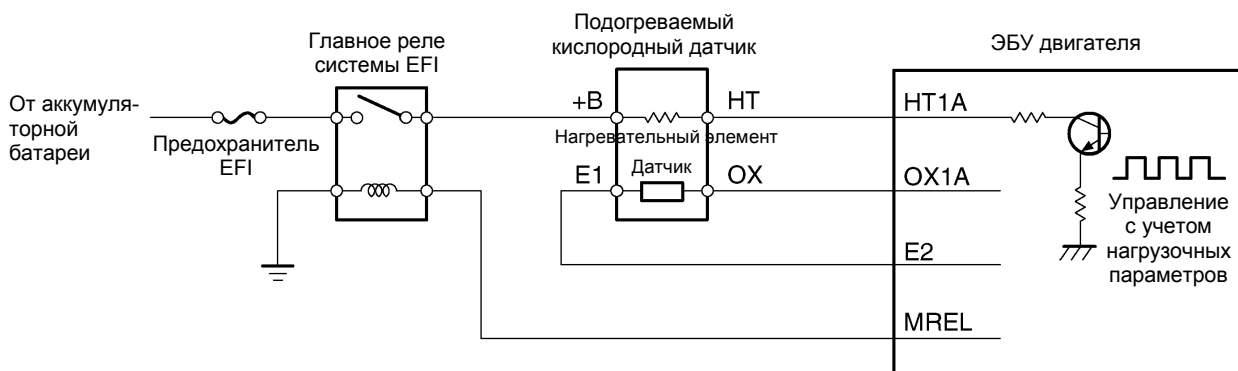 Подогреваемый
кислородный датчик
Главное реле
системы EFI
ЭБУ двигателя
От аккумуля-
торной
батареи
Предохранитель
EFI
+B
HT
HT1A
Нагревательный элемент
E1
Датчик
OX
OX1A
Управление
с учетом
нагрузочных
параметров
E2
MREL